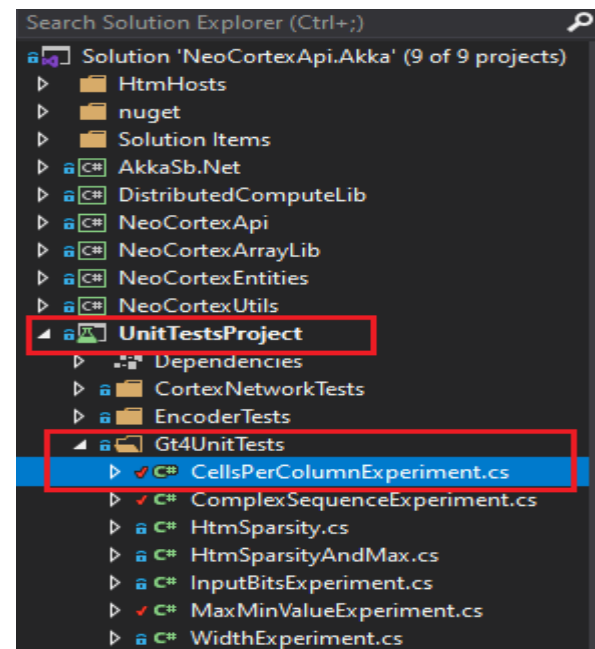 Search Solution Explorer (Ctrl+;)
Solution 'NeoCortexApi.Akka' (9 of 9 projects)
HtmHosts
nuget
Solution Items
C# AkkaSb.Net
C# DistributedComputeLib
C# NeoCortexApi
C# NeoCortexArrayLib
C# NeoCortexEntities
C# NeoCortexUtils
UnitTestsProject
Dependencies
CortexNetworkTests
EncoderTests
Gt4UnitTests
C# CellsPerColumnExperiment.cs
C# ComplexSequenceExperiment.cs
C# HtmSparsity.cs
C# HtmSparsityAndMax.cs
C# InputBitsExperiment.cs
C# MaxMinValueExperiment.cs
C# WidthExperiment.cs